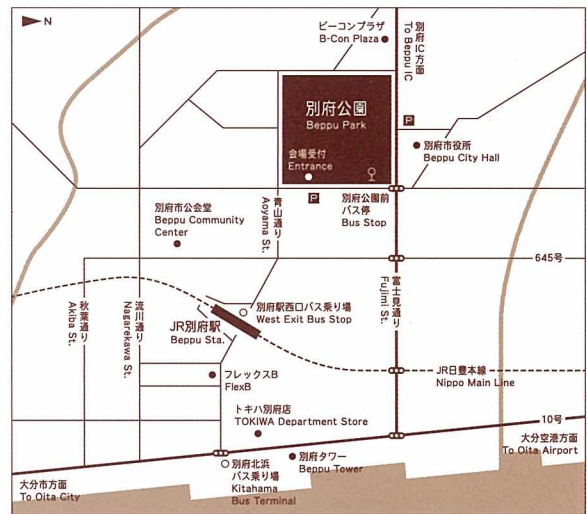 N
ビーコンプラザ
B-Con Plaza
別府IC方面
To Beppu IC
別府公園
Beppu Park
会場受付
Entrance
P
別府市役所
Beppu City Hall
P
別府公園前
バス停
Bus Stop
青山通り
Aoyama St.
別府市公会堂
Beppu Community
Center
645号
秋葉通り
Akiba St.
流川通り
Nagarekawa St.
富士見通り
Fujimi St.
別府駅西口バス乗り場
West Exit Bus Stop
JR別府駅
Beppu Sta.
フレックスB
FlexB
JR日豊本線
Nippo Main Line
トキハ別府店
TOKIWA Department Store
10号
大分空港方面
To Oita Airport
別府北浜
バス乗り場
Kitahama
Bus Terminal
別府タワー
Beppu Tower
大分市方面
To Oita City